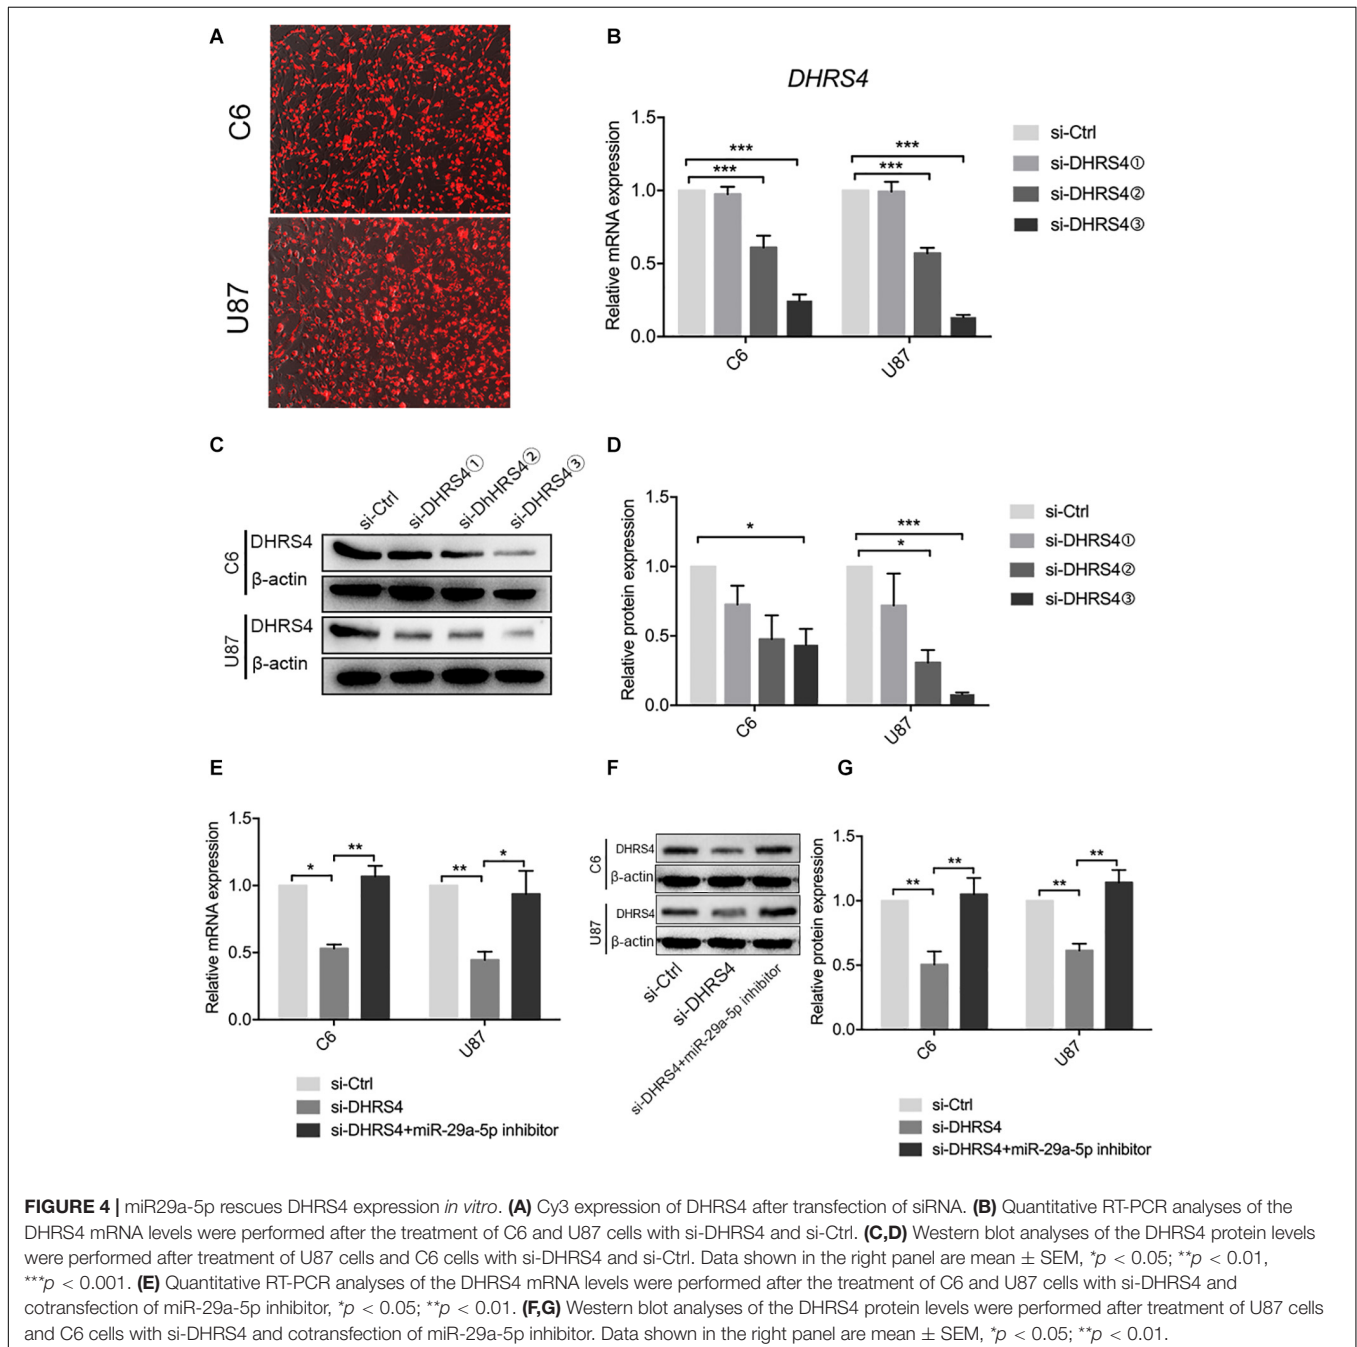 A
C6
U87
B
DHRS4
Relative mRNA expression
1.5
1.0
0.5
0.0
***
***
***
***
C6
U87
si-Ctrl
si-DHRS4①
si-DHRS4②
si-DHRS4③
C
si-Ctrl
si-DHRS4①
si-DhHRS4②
si-DHRS4③
C6
DHRS4
β-actin
U87
DHRS4
β-actin
D
Relative protein expression
1.5
1.0
0.5
0.0
*
***
*
C6
U87
si-Ctrl
si-DHRS4①
si-DHRS4②
si-DHRS4③
E
Relative mRNA expression
1.5
1.0
0.5
0.0
*
**
**
*
C6
U87
si-Ctrl
si-DHRS4
si-DHRS4+miR-29a-5p inhibitor
F
C6
DHRS4
β-actin
U87
DHRS4
β-actin
si-Ctrl
si-DHRS4
si-DHRS4+miR-29a-5p inhibitor
G
Relative protein expression
1.5
1.0
0.5
0.0
**
**
**
**
C6
U87
si-Ctrl
si-DHRS4
si-DHRS4+miR-29a-5p inhibitor
FIGURE 4 | miR29a-5p rescues DHRS4 expression in vitro. (A) Cy3 expression of DHRS4 after transfection of siRNA. (B) Quantitative RT-PCR analyses of the
DHRS4 mRNA levels were performed after the treatment of C6 and U87 cells with si-DHRS4 and si-Ctrl. (C,D) Western blot analyses of the DHRS4 protein levels
were performed after treatment of U87 cells and C6 cells with si-DHRS4 and si-Ctrl. Data shown in the right panel are mean ± SEM, *p < 0.05; **p < 0.01,
***p < 0.001. (E) Quantitative RT-PCR analyses of the DHRS4 mRNA levels were performed after the treatment of C6 and U87 cells with si-DHRS4 and
cotransfection of miR-29a-5p inhibitor, *p < 0.05; **p < 0.01. (F,G) Western blot analyses of the DHRS4 protein levels were performed after treatment of U87 cells
and C6 cells with si-DHRS4 and cotransfection of miR-29a-5p inhibitor. Data shown in the right panel are mean ± SEM, *p < 0.05; **p < 0.01.